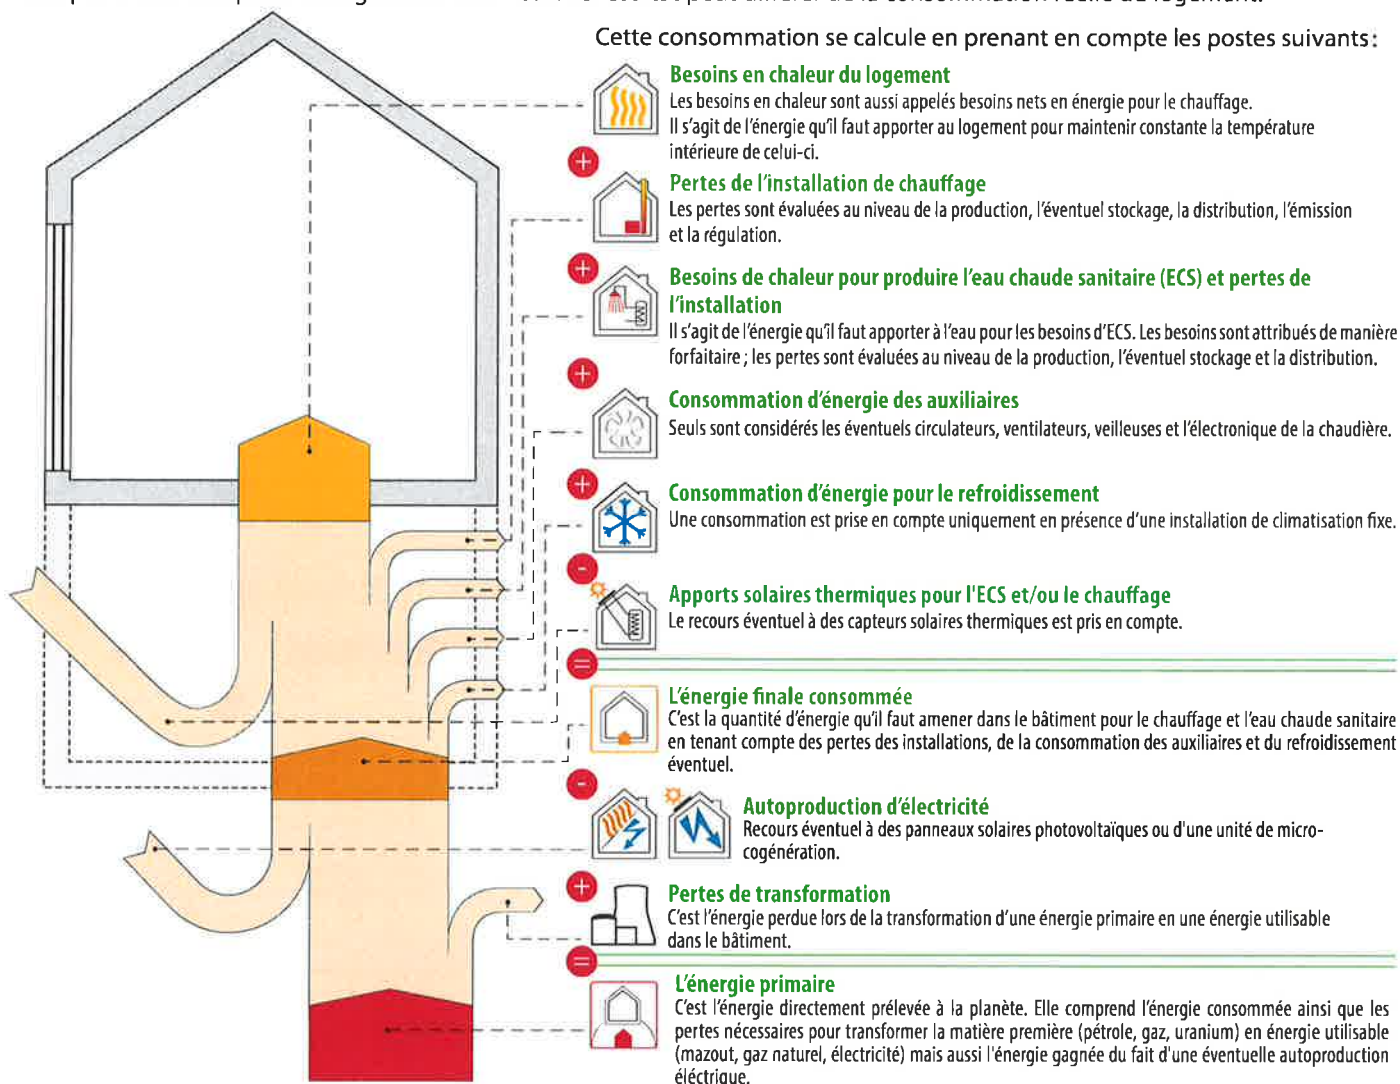 Cette consommation se calcule en prenant en compte les postes suivants :
Besoins en chaleur du logement
Les besoins en chaleur sont aussi appelés besoins nets en énergie pour le chauffage.
Il s'agit de l'énergie qu'il faut apporter au logement pour maintenir constante la température
intérieure de celui-ci.
+
Pertes de l'installation de chauffage
Les pertes sont évaluées au niveau de la production, l'éventuel stockage, la distribution, l'émission
et la régulation.
+
Besoins de chaleur pour produire l'eau chaude sanitaire (ECS) et pertes de
l'installation
Il s'agit de l'énergie qu'il faut apporter à l'eau pour les besoins d'ECS. Les besoins sont attribués de manière
forfaitaire ; les pertes sont évaluées au niveau de la production, l'éventuel stockage et la distribution.
+
Consommation d'énergie des auxiliaires
Seuls sont considérés les éventuels circulateurs, ventilateurs, veilleuses et l'électronique de la chaudière.
+
Consommation d'énergie pour le refroidissement
Une consommation est prise en compte uniquement en présence d'une installation de climatisation fixe.
-
Apports solaires thermiques pour l'ECS et/ou le chauffage
Le recours éventuel à des capteurs solaires thermiques est pris en compte.
=
L'énergie finale consommée
C'est la quantité d'énergie qu'il faut amener dans le bâtiment pour le chauffage et l'eau chaude sanitaire
en tenant compte des pertes des installations, de la consommation des auxiliaires et du refroidissement
éventuel.
-
Autoproduction d'électricité
Recours éventuel à des panneaux solaires photovoltaïques ou d'une unité de micro-
cogénération.
+
Pertes de transformation
C'est l'énergie perdue lors de la transformation d'une énergie primaire en une énergie utilisable
dans le bâtiment.
=
L'énergie primaire
C'est l'énergie directement prélevée à la planète. Elle comprend l'énergie consommée ainsi que les
pertes nécessaires pour transformer la matière première (pétrole, gaz, uranium) en énergie utilisable
(mazout, gaz naturel, électricité) mais aussi l'énergie gagnée du fait d'une éventuelle autoproduction
éléctrique.